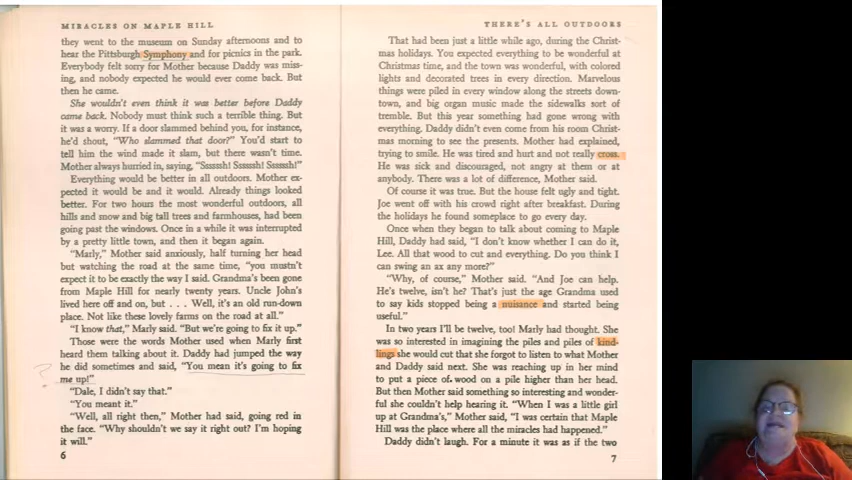 MIRACLES ON MAPLE HILL
they went to the museum on Sunday afternoons and to
hear the Pittsburgh Symphony and for picnics in the park.
Everybody felt sorry for Mother because Daddy was miss-
ing, and nobody expected he would ever come back. But
then he came.
She wouldn't even think it was better before Daddy
came back. Nobody must think such a terrible thing. But
it was a worry. If a door slammed behind you, for instance,
he'd shout, "Who slammed that door?" You'd start to
tell him the wind made it slam, but there wasn't time.
Mother always hurried in, saying, "Sssssh! Sssssh! Sssssh!"
Everything would be better in all outdoors. Mother ex-
pected it would be and it would. Already things looked
better. For two hours the most wonderful outdoors, all
hills and snow and big tall trees and farmhouses, had been
going past the windows. Once in a while it was interrupted
by a pretty little town, and then it began again.
"Marly," Mother said anxiously, half turning her head
but watching the road at the same time, "you mustn't
expect it to be exactly the way I said. Grandma's been gone
from Maple Hill for nearly twenty years. Uncle John's
lived here off and on, but . . . Well, it's an old run-down
place. Not like these lovely farms on the road at all."
"I know that," Marly said. "But we're going to fix it up."
Those were the words Mother used when Marly first
heard them talking about it. Daddy had jumped the way
he did sometimes and said, "You mean it's going to fix
? me up!"
"Dale, I didn't say that."
"You meant it."
"Well, all right then," Mother had said, going red in
the face. "Why shouldn't we say it right out? I'm hoping
it will."
6
THERE'S ALL OUTDOORS
That had been just a little while ago, during the Christ-
mas holidays. You expected everything to be wonderful at
Christmas time, and the town was wonderful, with colored
lights and decorated trees in every direction. Marvelous
things were piled in every window along the streets down-
town, and big organ music made the sidewalks sort of
tremble. But this year something had gone wrong with
everything. Daddy didn't even come from his room Christ-
mas morning to see the presents. Mother had explained,
trying to smile. He was tired and hurt and not really cross.
He was sick and discouraged, not angry at them or at
anybody. There was a lot of difference, Mother said.
Of course it was true. But the house felt ugly and tight.
Joe went off with his crowd right after breakfast. During
the holidays he found someplace to go every day.
Once when they began to talk about coming to Maple
Hill, Daddy had said, "I don't know whether I can do it,
Lee. All that wood to cut and everything. Do you think I
can swing an ax any more?"
"Why, of course," Mother said. "And Joe can help.
He's twelve, isn't he? That's just the age Grandma used
to say kids stopped being a nuisance and started being
useful."
In two years I'll be twelve, too! Marly had thought. She
was so interested in imagining the piles and piles of kind-
lings she would cut that she forgot to listen to what Mother
and Daddy said next. She was reaching up in her mind
to put a piece of wood on a pile higher than her head.
But then Mother said something so interesting and wonder-
ful she couldn't help hearing it. "When I was a little girl
up at Grandma's," Mother said, "I was certain that Maple
Hill was the place where all the miracles had happened."
Daddy didn't laugh. For a minute it was as if the two
7